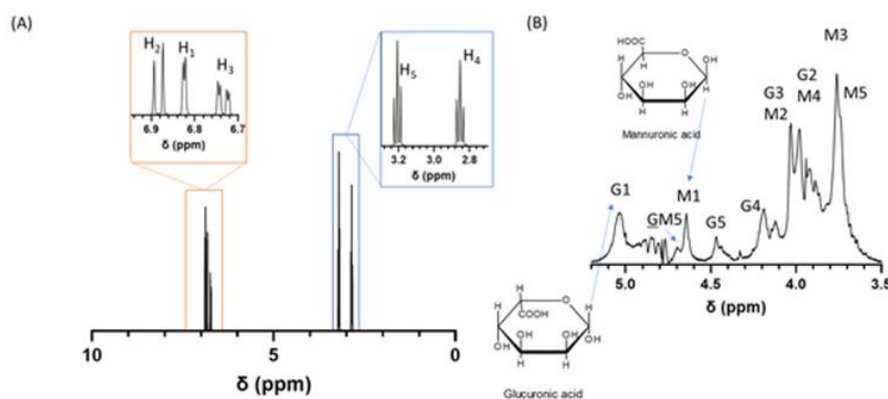 (A)
H2
H1
H3
6.9 6.8 6.7
δ (ppm)
H5
H4
3.2 3.0 2.8
δ (ppm)
10 5 0
δ (ppm)
(B)
HOOC
O
OH
H
H
H
H
OH
OH
OH
H
H
Mannuronic acid
M3
G2
G3
M4
M2
M5
G1
M1
GM5
G5
G4
5.0 4.5 4.0 3.5
δ (ppm)
H
O
H
COOH
H
H
H
OH
OH
OH
OH
H
Glucuronic acid